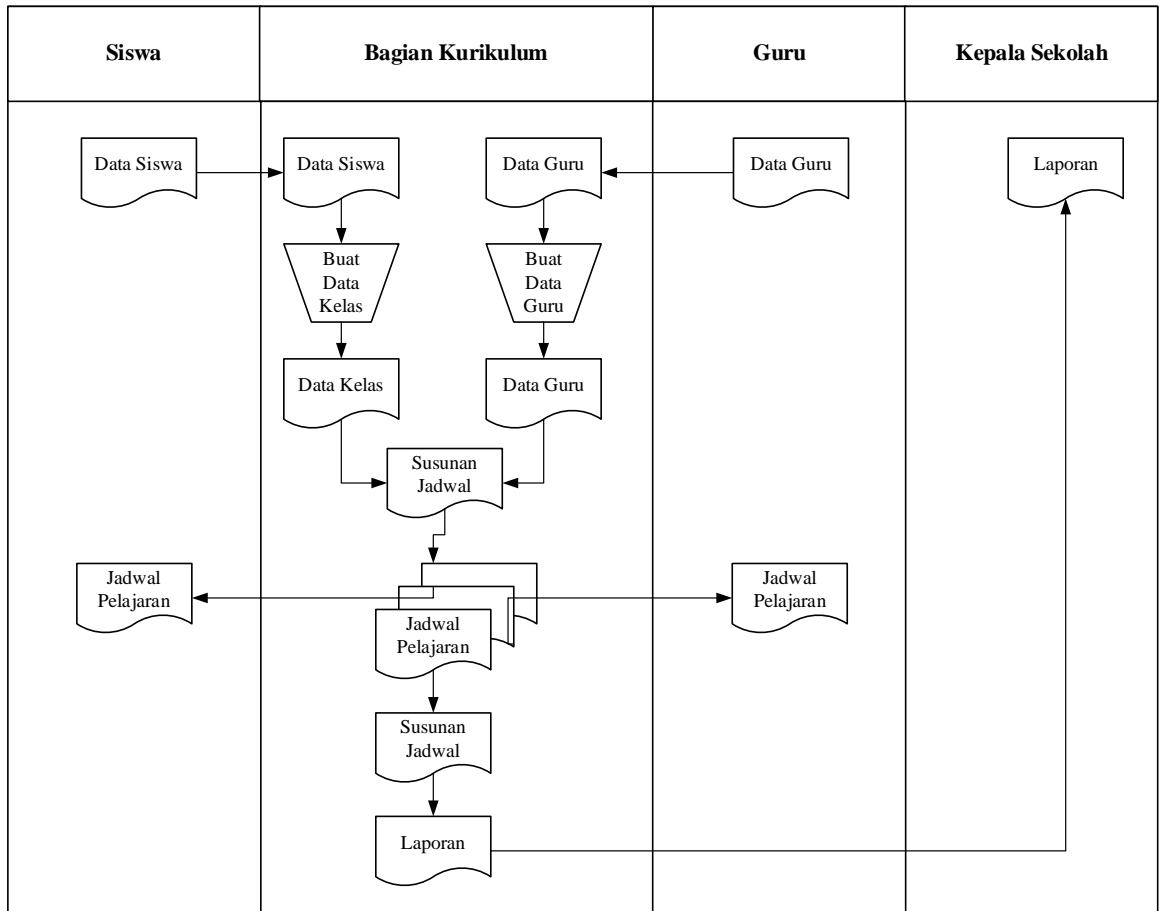 Siswa
Bagian Kurikulum
Guru
Kepala Sekolah
Data Siswa
Data Siswa
Data Guru
Data Guru
Laporan
Buat
Data
Kelas
Buat
Data
Guru
Data Kelas
Data Guru
Susunan
Jadwal
Jadwal
Pelajaran
Jadwal
Pelajaran
Jadwal
Pelajaran
Susunan
Jadwal
Laporan